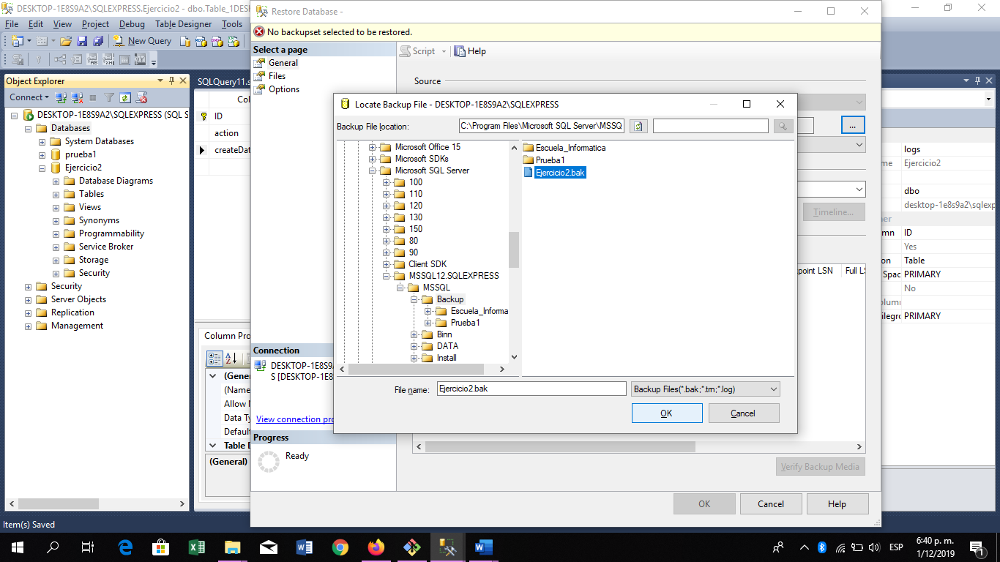 DESKTOP-1E8S9A2\SQLEXPRESS.Ejercicio2 - dbo.Table_1DESK
File Edit View Project Debug Table Designer Tools
New Query
Object Explorer
Connect
DESKTOP-1E8S9A2\SQLEXPRESS (SQL S
Databases
System Databases
prueba1
Ejercicio2
Database Diagrams
Tables
Views
Synonyms
Programmability
Service Broker
Storage
Security
Security
Server Objects
Replication
Management
SQLQuery11.s
Col
ID
action
createDat
Column Pro
(Gener
(Name
Allow N
Data Ty
Default
Table D
(General)
Restore Database -
No backupset selected to be restored.
Select a page
General
Files
Options
Script Help
Source
...
Timeline...
point LSN Full LS
Connection
DESKTOP-1E8S9A
S [DESKTOP-1E8
View connection pro
Progress
Ready
Verify Backup Media
OK Cancel Help
Locate Backup File - DESKTOP-1E8S9A2\SQLEXPRESS
Backup File location: C:\Program Files\Microsoft SQL Server\MSSQ
Microsoft Office 15
Microsoft SDKs
Microsoft SQL Server
100
110
120
130
150
80
90
Client SDK
MSSQL12.SQLEXPRESS
MSSQL
Backup
Escuela_Informa
Prueba1
Binn
DATA
Install
Escuela_Informatica
Prueba1
Ejercicio2.bak
File name: Ejercicio2.bak Backup Files(*.bak;*.trn;*.log)
OK Cancel
logs
me Ejercicio2
dbo
desktop-1e8s9a2\sqlexp
ner
mn ID
Yes
on Table
Spac PRIMARY
No
olumn
ilegro PRIMARY
Item(s) Saved
ESP
6:40 p. m.
1/12/2019
1